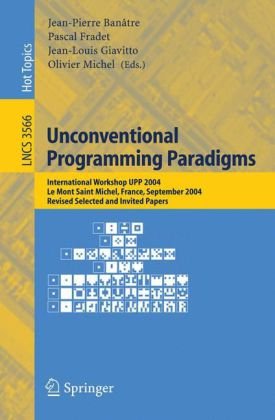 Jean-Pierre Banâtre
Pascal Fradet
Jean-Louis Giavitto
Olivier Michel (Eds.)
Hot Topics
LNCS 3566
Unconventional
Programming Paradigms
International Workshop UPP 2004
Le Mont Saint Michel, France, September 2004
Revised Selected and Invited Papers
Springer